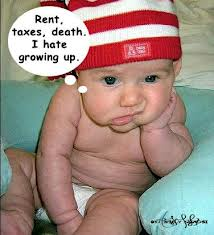 Rent,
taxes, death.
I hate
growing up.